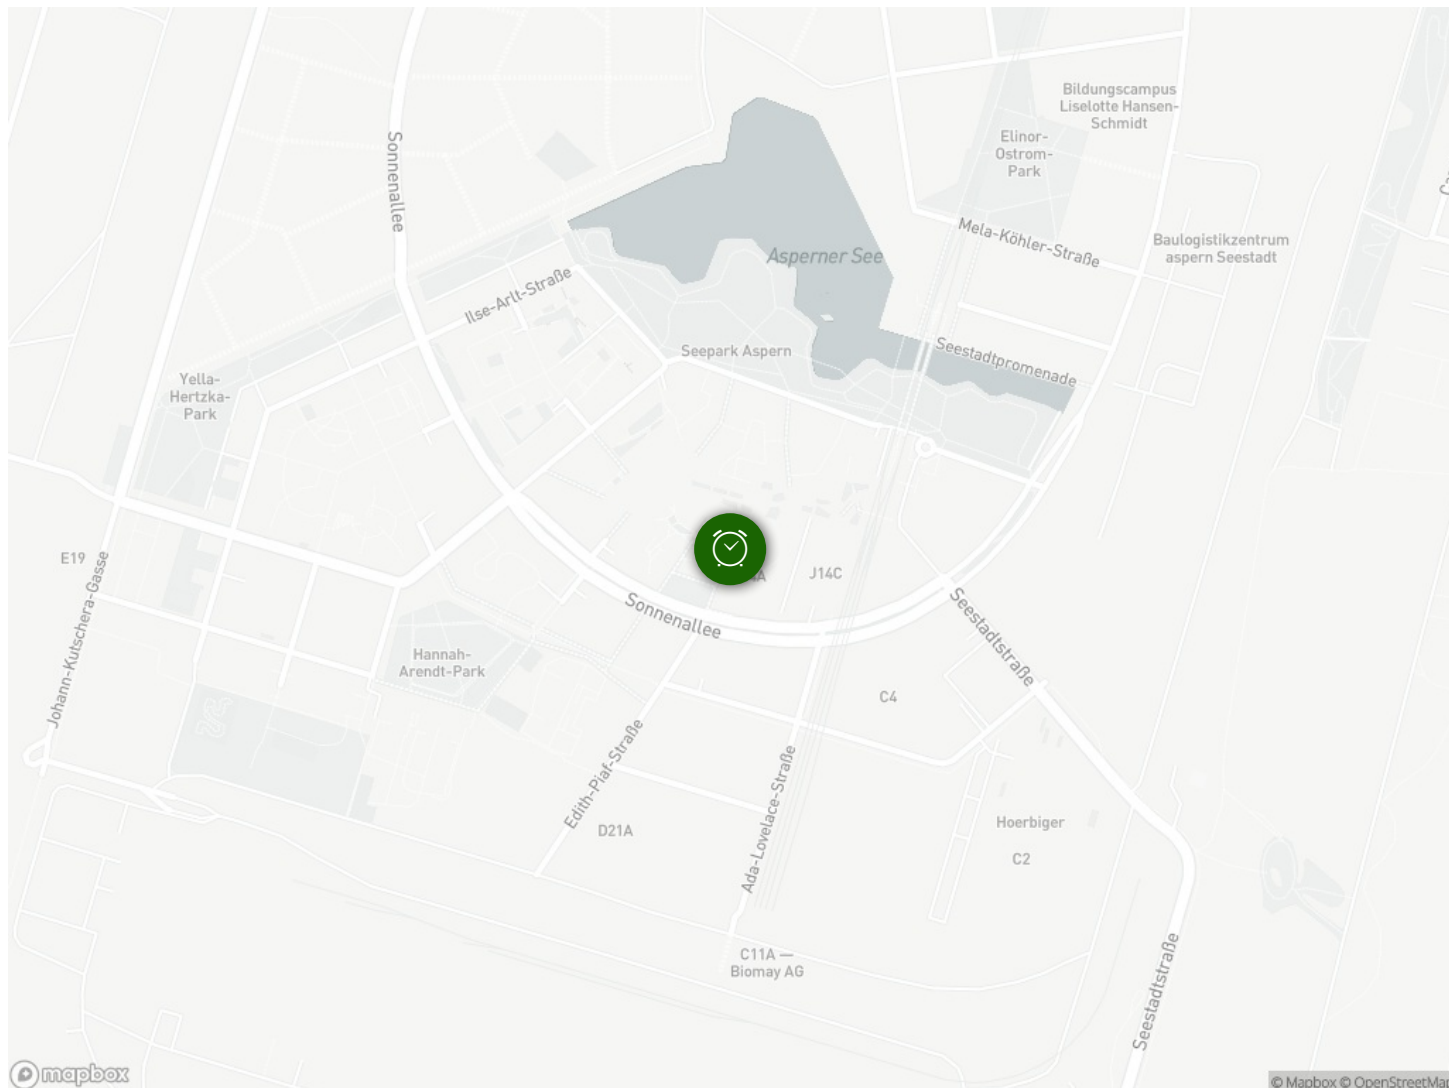 Bildungscampus
Liselotte Hansen-
Schmidt
Elinor-
Ostrom-
Park
Sonnenallee
Mela-Köhler-Straße
Baulogistikzentrum
aspern Seestadt
Asperner See
Ilse-Arlt-Straße
Seepark Aspern
Seestadtpromenade
Yella-
Hertzka-
Park
E19
J14C
Johann-Kutschera-Gasse
Sonnenallee
Seestadtstraße
Hannah-
Arendt-Park
C4
Edith-Piaf-Straße
Ada-Lovelace-Straße
D21A
Hoerbiger
C2
C11A —
Biomay AG
Seestadtstraße
mapbox
© Mapbox © OpenStreetMap